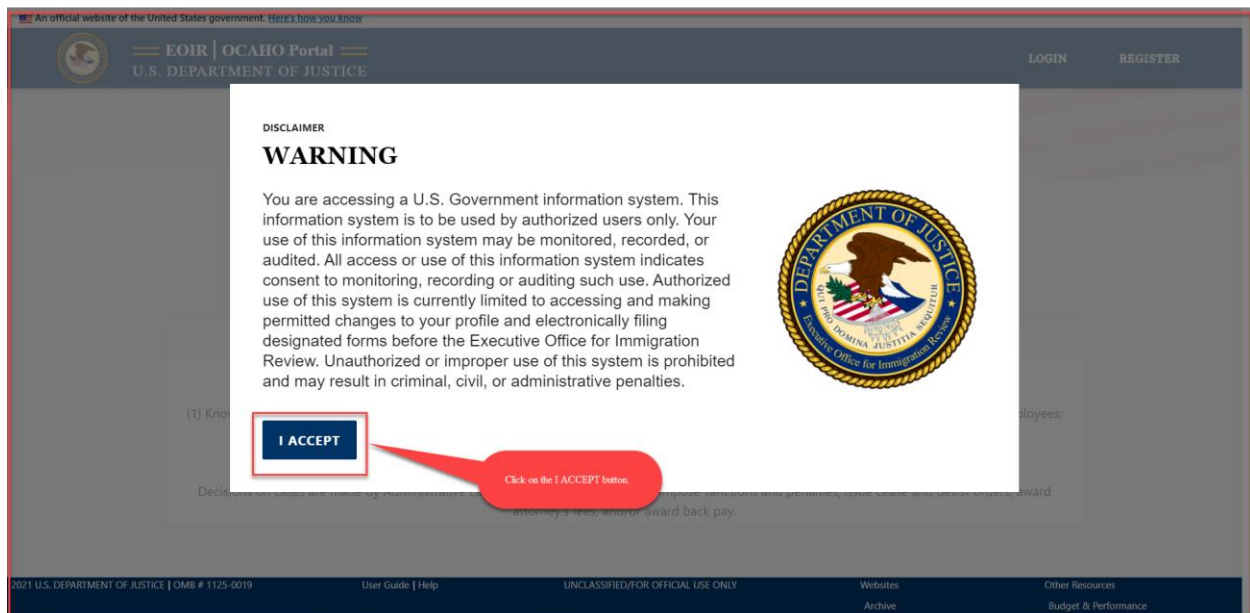 An official website of the United States government. Here's how you know
EOIR | OCAHO Portal
U.S. DEPARTMENT OF JUSTICE
LOGIN
REGISTER
DISCLAIMER
WARNING
You are accessing a U.S. Government information system. This
information system is to be used by authorized users only. Your
use of this information system may be monitored, recorded, or
audited. All access or use of this information system indicates
consent to monitoring, recording or auditing such use. Authorized
use of this system is currently limited to accessing and making
permitted changes to your profile and electronically filing
designated forms before the Executive Office for Immigration
Review. Unauthorized or improper use of this system is prohibited
and may result in criminal, civil, or administrative penalties.
DEPARTMENT OF JUSTICE
QUI PRO DOMINA JUSTITIA SEQUITUR
Executive Office for Immigration Review
(1) Kno
ployees;
I ACCEPT
Click on the I ACCEPT button.
Decisions on cases are made by Administrative La impose sanctions and penalties, issue cease and desist orders, award
attorney's fees, and/or award back pay.
2021 U.S. DEPARTMENT OF JUSTICE | OMB # 1125-0019
User Guide | Help
UNCLASSIFIED/FOR OFFICIAL USE ONLY
Websites
Other Resources
Archive
Budget & Performance